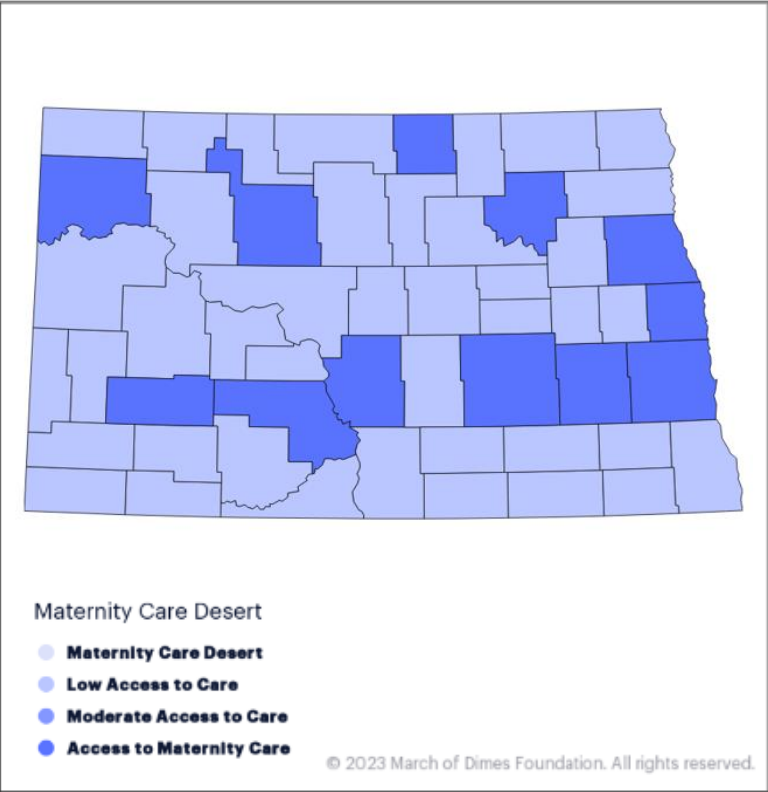 Maternity Care Desert
Maternity Care Desert
Low Access to Care
Moderate Access to Care
Access to Maternity Care
© 2023 March of Dimes Foundation. All rights reserved.